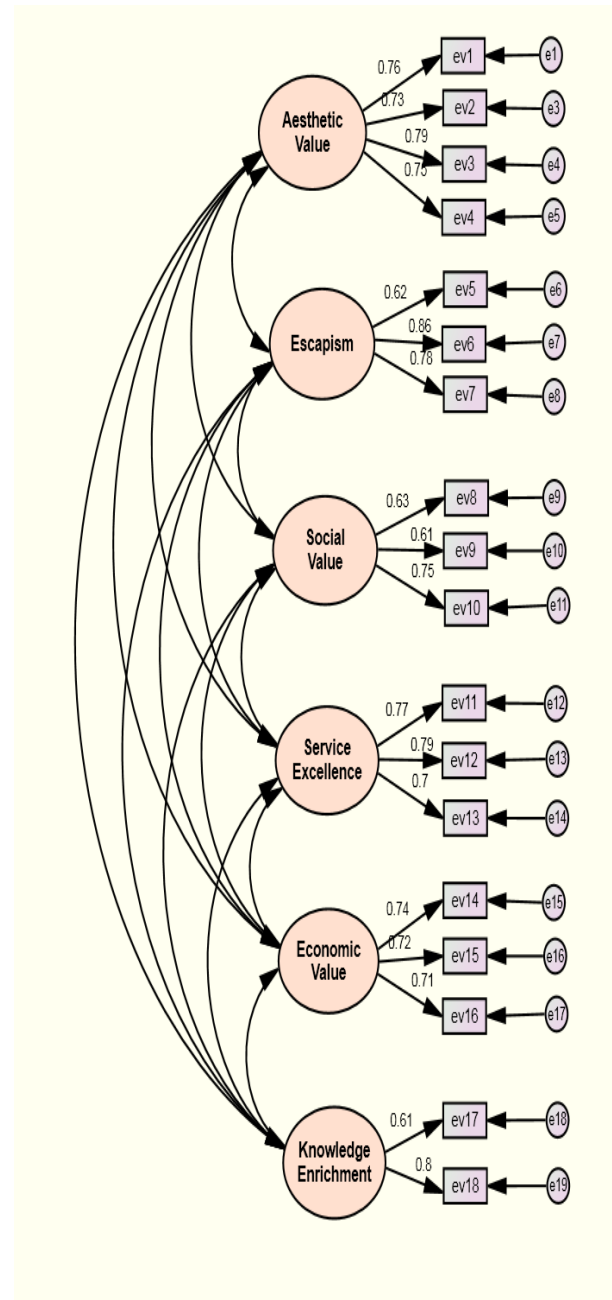 0.76
ev1
e1
Aesthetic
Value
0.73
ev2
e3
0.79
ev3
e4
0.75
ev4
e5
Escapism
0.62
ev5
e6
0.86
ev6
e7
0.78
ev7
e8
Social
Value
0.63
ev8
e9
0.61
ev9
e10
0.75
ev10
e11
Service
Excellence
0.77
ev11
e12
0.79
ev12
e13
0.7
ev13
e14
Economic
Value
0.74
ev14
e15
0.72
ev15
e16
0.71
ev16
e17
Knowledge
Enrichment
0.61
ev17
e18
0.8
ev18
e19